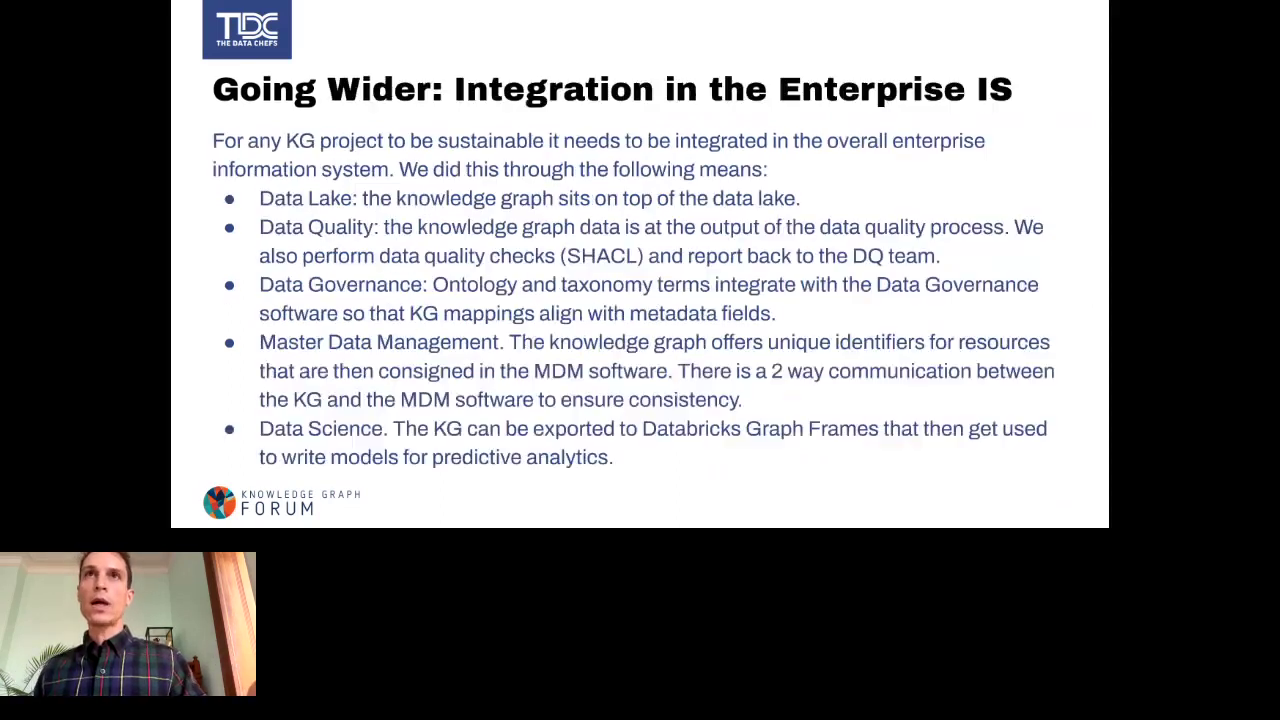 TDC
THE DATA CHEFS
Going Wider: Integration in the Enterprise IS
For any KG project to be sustainable it needs to be integrated in the overall enterprise
information system. We did this through the following means:
● Data Lake: the knowledge graph sits on top of the data lake.
● Data Quality: the knowledge graph data is at the output of the data quality process. We
also perform data quality checks (SHACL) and report back to the DQ team.
● Data Governance: Ontology and taxonomy terms integrate with the Data Governance
software so that KG mappings align with metadata fields.
● Master Data Management. The knowledge graph offers unique identifiers for resources
that are then consigned in the MDM software. There is a 2 way communication between
the KG and the MDM software to ensure consistency.
● Data Science. The KG can be exported to Databricks Graph Frames that then get used
to write models for predictive analytics.
KNOWLEDGE GRAPH
FORUM